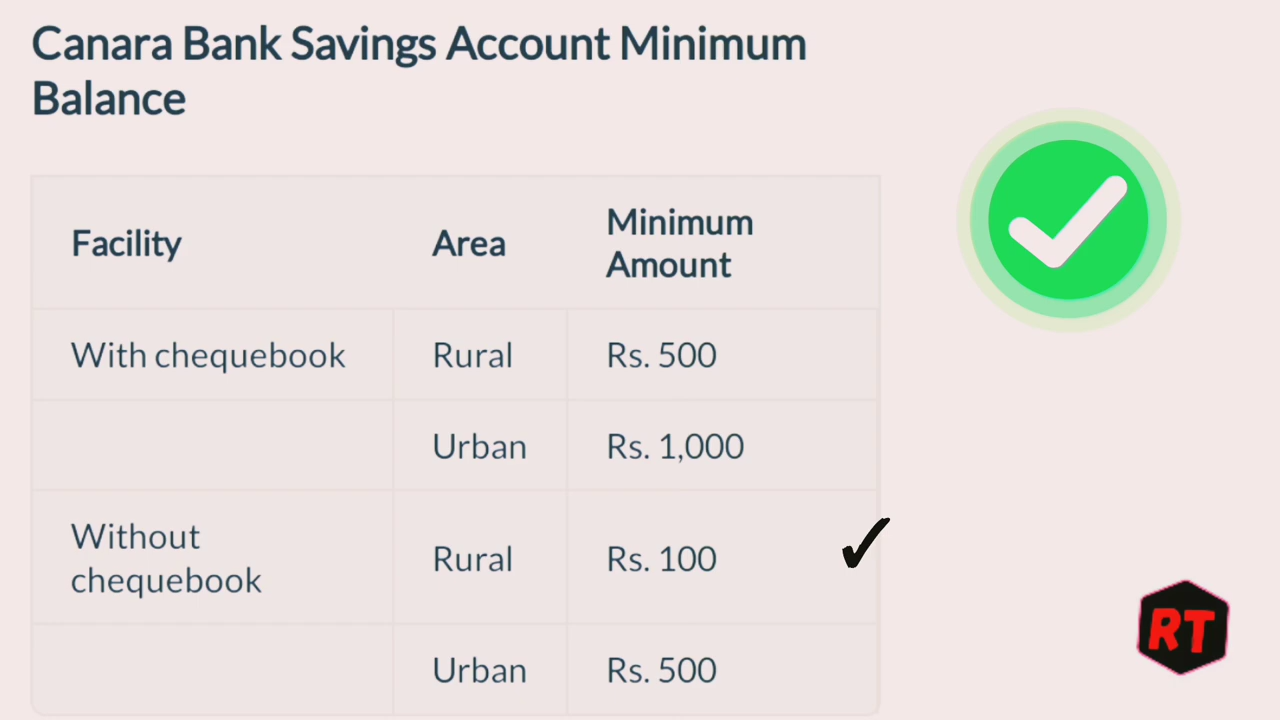 Canara Bank Savings Account Minimum
Balance
Facility Area Minimum
Amount
With chequebook Rural Rs. 500
Urban Rs. 1,000
Without
chequebook Rural Rs. 100
Urban Rs. 500
RT